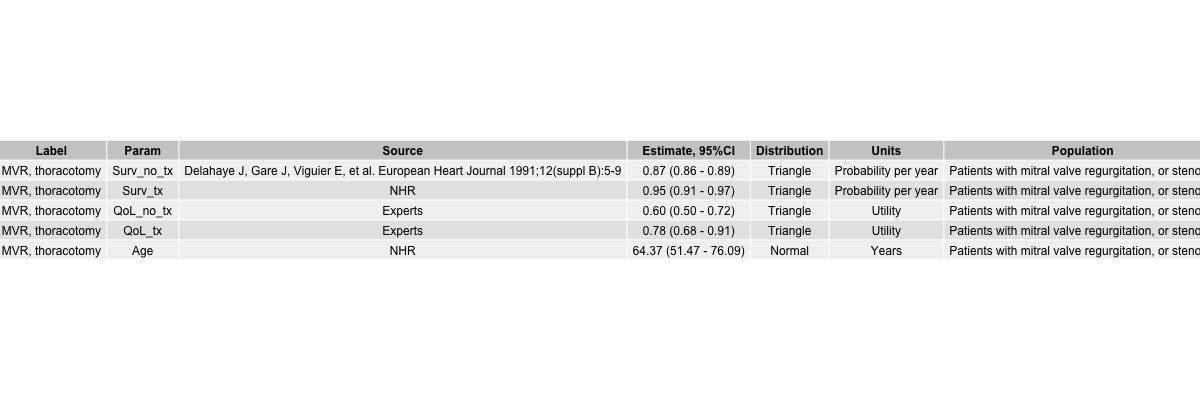 Label Param Source Estimate, 95%CI Distribution Units Population
MVR, thoracotomy Surv_no_tx Delahaye J, Gare J, Viguier E, et al. European Heart Journal 1991;12(suppl B):5-9 0.87 (0.86 - 0.89) Triangle Probability per year Patients with mitral valve regurgitation, or steno
MVR, thoracotomy Surv_tx NHR 0.95 (0.91 - 0.97) Triangle Probability per year Patients with mitral valve regurgitation, or steno
MVR, thoracotomy QoL_no_tx Experts 0.60 (0.50 - 0.72) Triangle Utility Patients with mitral valve regurgitation, or steno
MVR, thoracotomy QoL_tx Experts 0.78 (0.68 - 0.91) Triangle Utility Patients with mitral valve regurgitation, or steno
MVR, thoracotomy Age NHR 64.37 (51.47 - 76.09) Normal Years Patients with mitral valve regurgitation, or steno